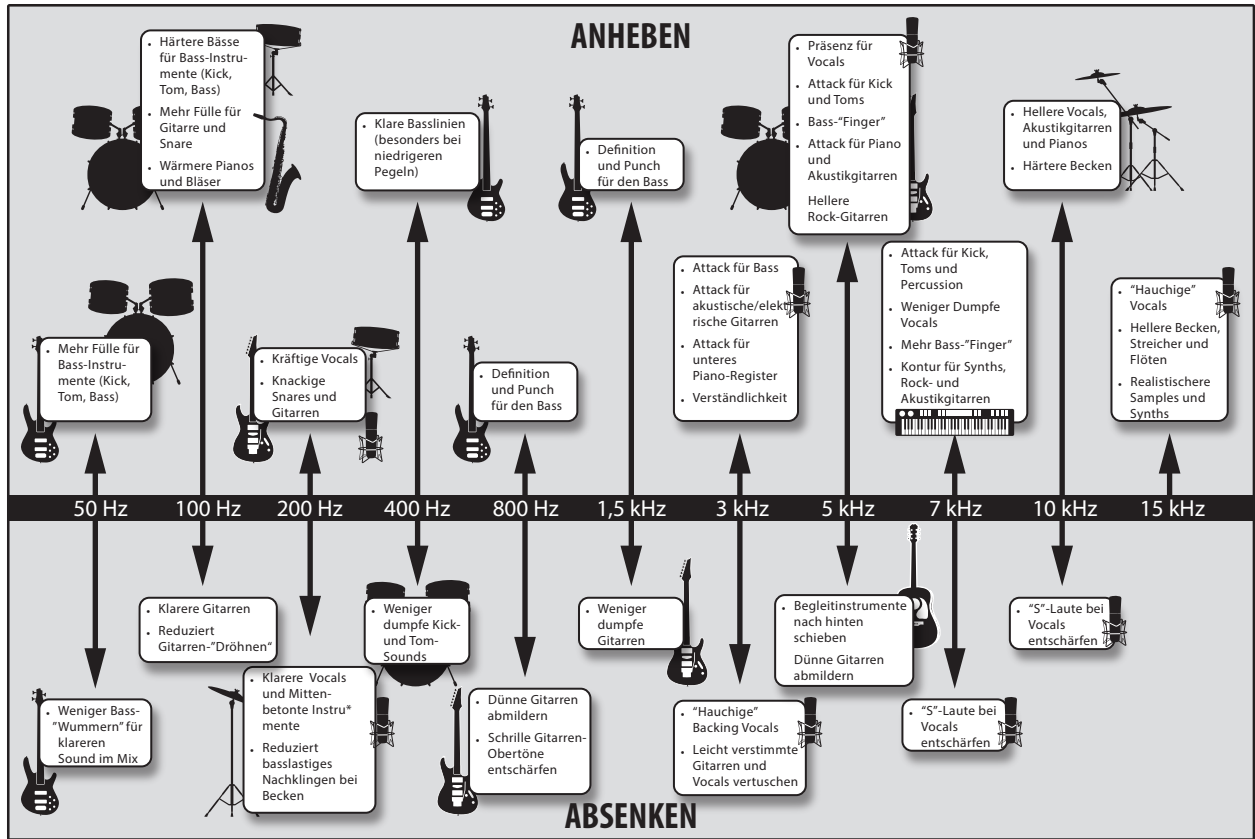 ANHEBEN
• Härtere Bässe
für Bass-Instru-
mente (Kick,
Tom, Bass)
• Mehr Fülle für
Gitarre und
Snare
• Wärmere Pianos
und Bläser
• Klare Basslinien
(besonders bei
niedrigeren
Pegeln)
• Definition
und Punch
für den Bass
• Präsenz für
Vocals
• Attack für Kick
und Toms
• Bass-"Finger"
• Attack für Piano
und
Akustikgitarren
Hellere
Rock-Gitarren
• Hellere Vocals,
Akustikgitarren
und Pianos
• Härtere Becken
• Mehr Fülle für
Bass-Instru-
mente (Kick,
Tom, Bass)
• Kräftige Vocals
• Knackige
Snares und
Gitarren
• Definition
und Punch
für den Bass
• Attack für Bass
• Attack für
akustische/elekt
rische Gitarren
• Attack für
unteres
Piano-Register
• Verständlichkeit
• Attack für Kick,
Toms und
Percussion
• Weniger Dumpfe
Vocals
• Mehr Bass-"Finger"
• Kontur für Synths,
Rock- und
Akustikgitarren
• "Hauchige"
Vocals
• Hellere Becken,
Streicher und
Flöten
• Realistischere
Samples und
Synths
50 Hz 100 Hz 200 Hz 400 Hz 800 Hz 1,5 kHz 3 kHz 5 kHz 7 kHz 10 kHz 15 kHz
• Klarere Gitarren
• Reduziert
Gitarren-"Dröhnen"
• Weniger
dumpfe Kick-
und Tom-
Sounds
• Weniger
dumpfe
Gitarren
• Begleitinstrumente
nach hinten
schieben
Dünne Gitarren
abmildern
• "S"-Laute bei
Vocals
entschärfen
• Weniger Bass-
"Wummern" für
klareren
Sound im Mix
• Klarere Vocals
und Mitten-
betonte Instru*
mente
• Reduziert
basslastiges
Nachklingen bei
Becken
• Dünne Gitarren
abmildern
• Schrille Gitarren-
Obertöne
entschärfen
• "Hauchige"
Backing Vocals
• Leicht verstimmte
Gitarren und
Vocals vertuschen
• "S"-Laute bei
Vocals
entschärfen
ABSENKEN